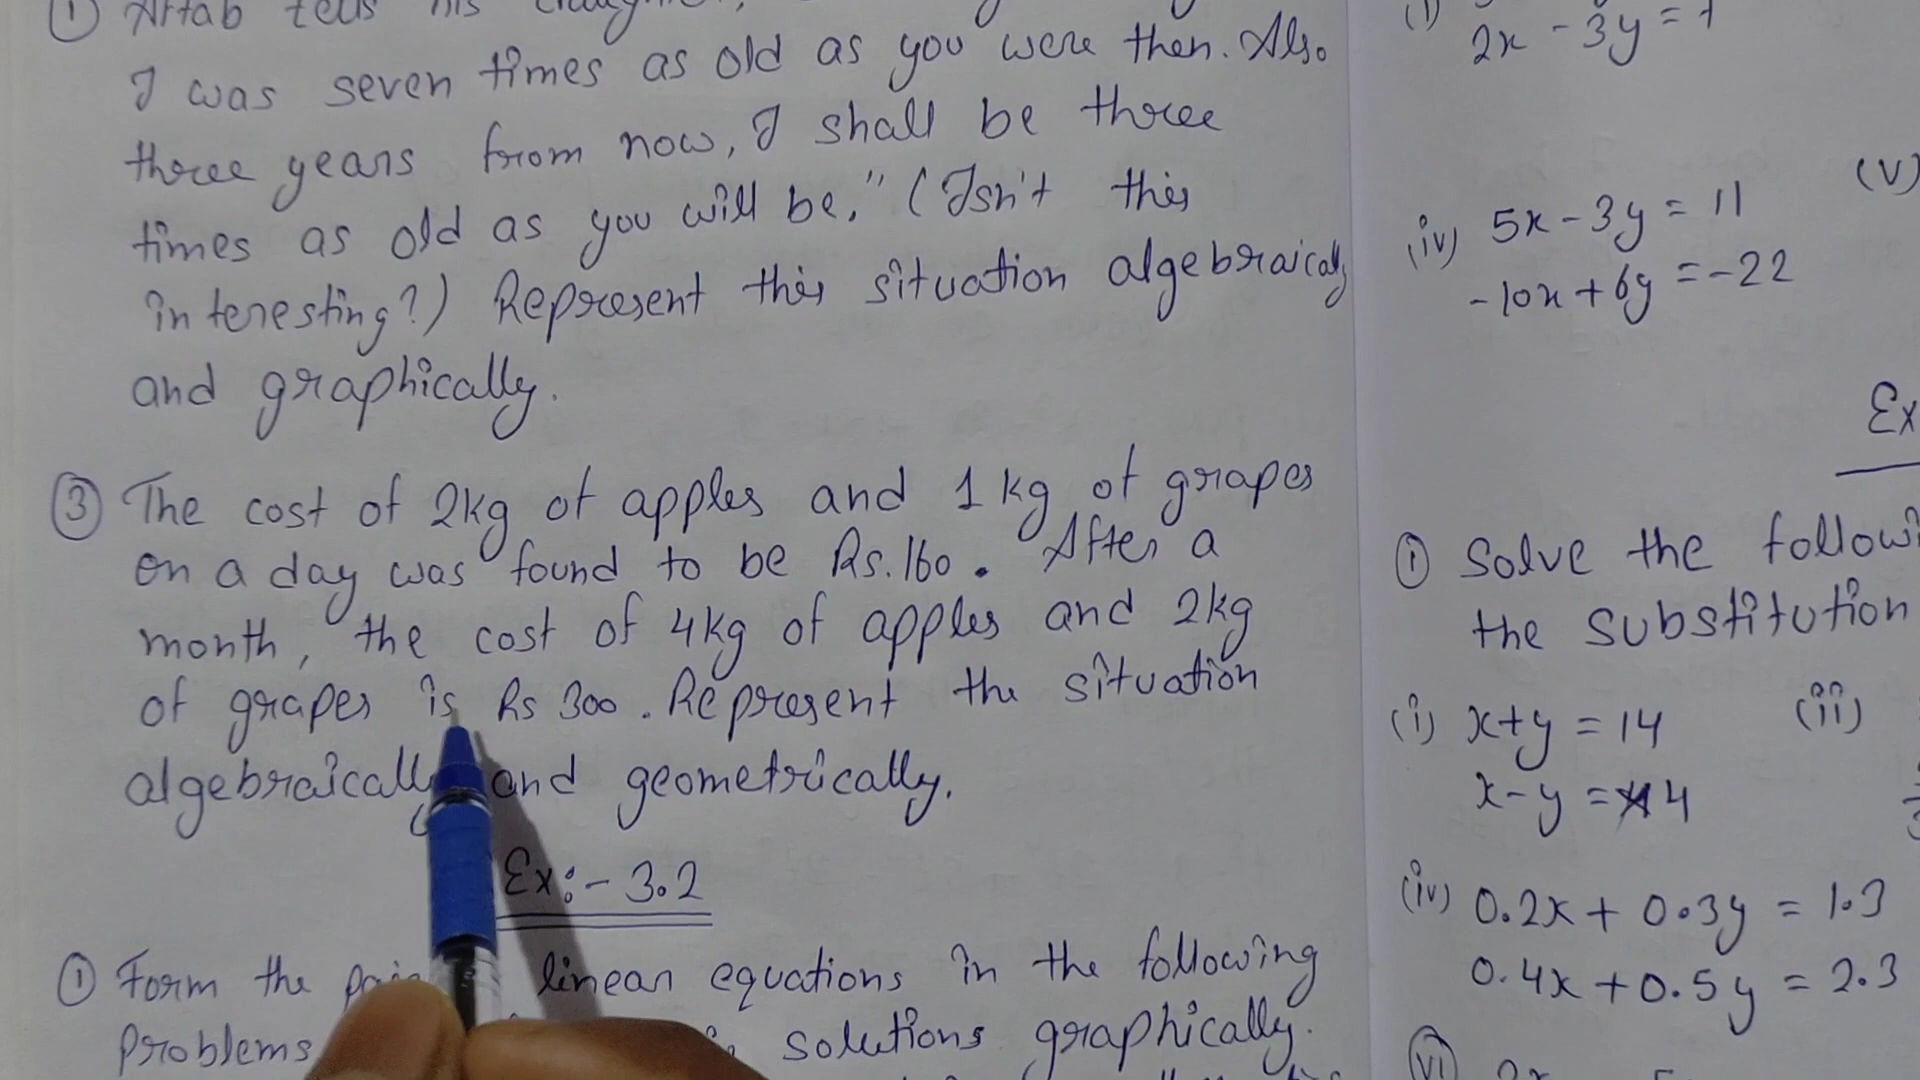 ① Aftab tells his
I was seven times as old as you were then. Also
three years from now, I shall be three
times as old as you will be." (Isn't this
interesting?) Represent this situation algebraically
and graphically.
③ The cost of 2kg of apples and 1kg of grapes
on a day was found to be Rs.160. After a
month, the cost of 4kg of apples and 2kg
of grapes is Rs 300. Represent the situation
algebraically and geometrically.
Ex:- 3.2
① Form the linear equations in the following
Problems solutions graphically.
2x - 3y =
(iv) 5x - 3y = 11
-10x + 6y = -22
(v)
Ex
① Solve the
the substitution
(i) x+y = 14
x-y = 4
(ii)
(iv) 0.2x + 0.3y = 1.3
0.4x + 0.5y = 2.3
(vi)